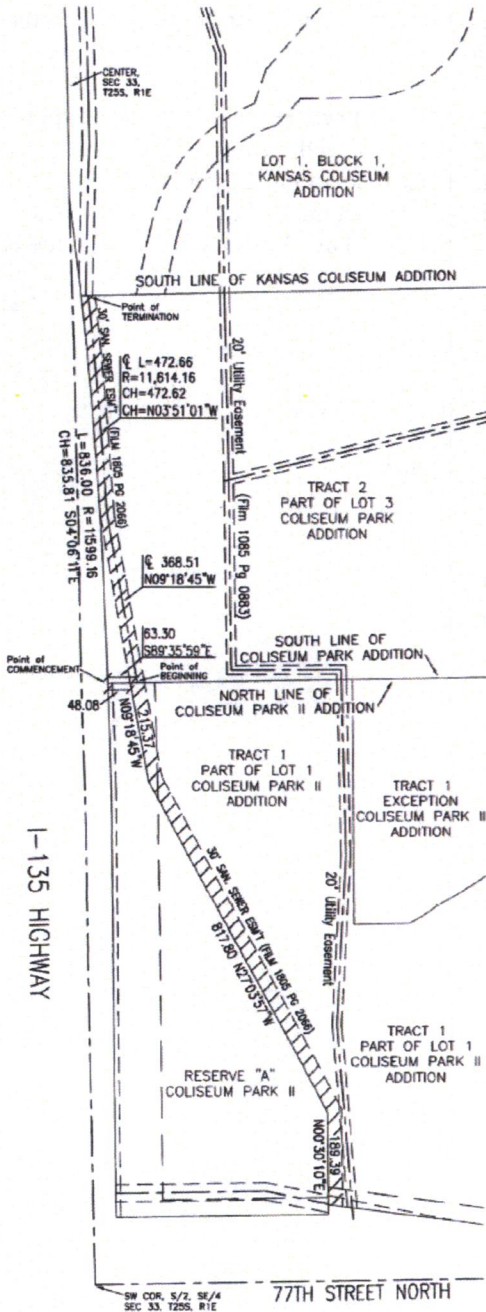 CENTER,
SEC 33,
T25S, R1E
LOT 1, BLOCK 1,
KANSAS COLISEUM
ADDITION
SOUTH LINE OF KANSAS COLISEUM ADDITION
Point of
TERMINATION
30' SAN. SEWER ESM'T (FILM 1805 PG 2066)
℄ L=472.66
R=11,614.16
CH=472.62
CH=N03°51'01"W
20' Utility Easement
(Film 1085 Pg 0883)
L=836.00 R=11599.16
CH=835.81 S04°06'11"E
TRACT 2
PART OF LOT 3
COLISEUM PARK
ADDITION
℄ 368.51
N09°18'45"W
63.30
S89°35'59"E
Point of
COMMENCEMENT
Point of
BEGINNING
SOUTH LINE OF
COLISEUM PARK ADDITION
48.08
NORTH LINE OF
COLISEUM PARK II ADDITION
215.37
N09°18'45"W
TRACT 1
PART OF LOT 1
COLISEUM PARK II
ADDITION
TRACT 1
EXCEPTION
COLISEUM PARK II
ADDITION
I-135 HIGHWAY
30' SAN. SEWER ESM'T (FILM 1805 PG 2066)
817.80 N27°03'57"W
20' Utility Easement
TRACT 1
PART OF LOT 1
COLISEUM PARK II
ADDITION
RESERVE "A"
COLISEUM PARK II
189.39
N00°30'10"E
SW COR, S/2, SE/4
SEC 33, T25S, R1E
77TH STREET NORTH